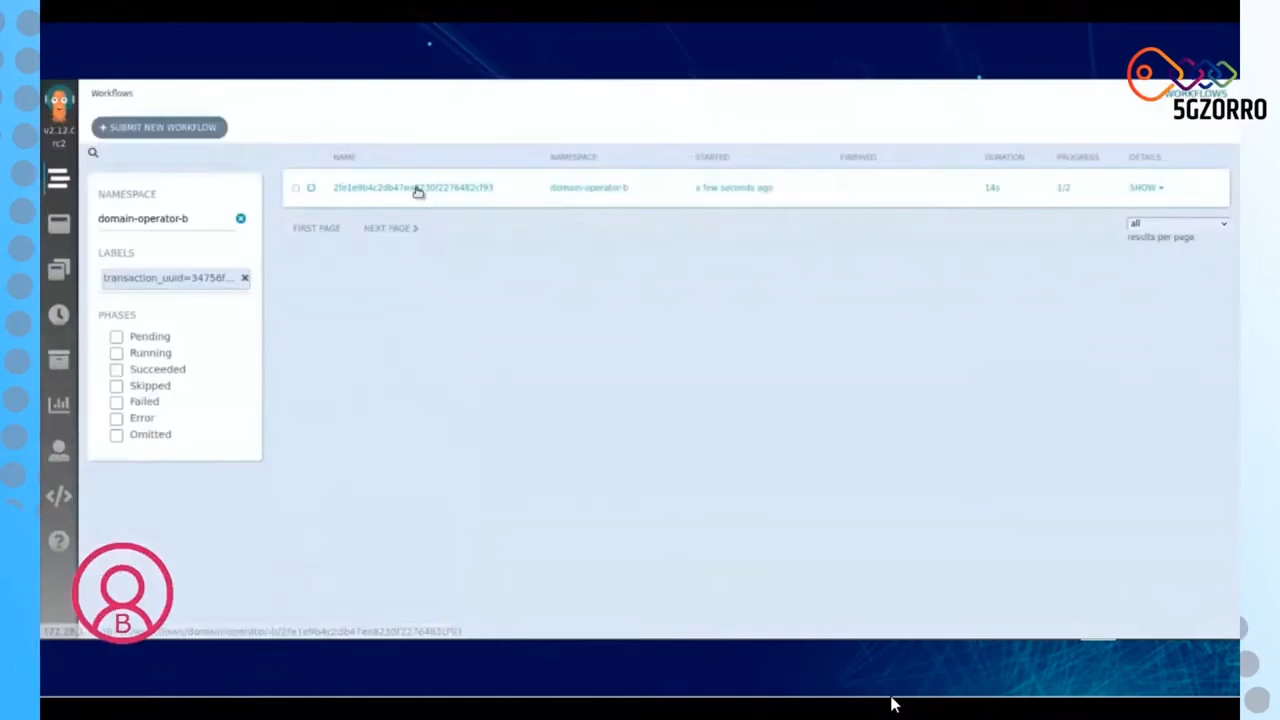 Workflows
WORKFLOWS
5GZORRO
v2.12.0
rc2
+ SUBMIT NEW WORKFLOW
NAME NAMESPACE STARTED FINISHED DURATION PROGRESS DETAILS
domain-operator-b a few seconds ago 14s 1/2 SHOW
NAMESPACE
domain-operator-b
FIRST PAGE NEXT PAGE
all
results per page
LABELS
transaction_uuid=34756f...
PHASES
Pending
Running
Succeeded
Skipped
Failed
Error
Omitted
B